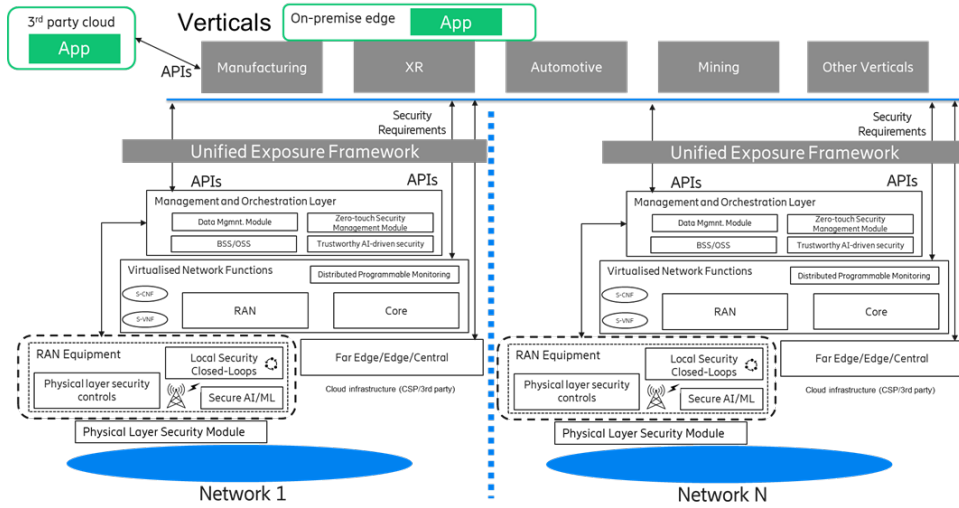 3rd party cloud
App
APIs
Verticals
On-premise edge
App
Manufacturing
XR
Automotive
Mining
Other Verticals
Security
Requirements
Unified Exposure Framework
APIs
APIs
Management and Orchestration Layer
Data Mgmnt. Module
Zero-touch Security
Management Module
BSS/OSS
Trustworthy AI-driven security
Virtualised Network Functions
Distributed Programmable Monitoring
S-CNF
S-VNF
RAN
Core
RAN Equipment
Local Security
Closed-Loops
Physical layer security
controls
Secure AI/ML
Far Edge/Edge/Central
Cloud infrastructure (CSP/3rd party)
Physical Layer Security Module
Network 1
Security
Requirements
Unified Exposure Framework
APIs
APIs
Management and Orchestration Layer
Data Mgmnt. Module
Zero-touch Security
Management Module
BSS/OSS
Trustworthy AI-driven security
Virtualised Network Functions
Distributed Programmable Monitoring
S-CNF
S-VNF
RAN
Core
RAN Equipment
Local Security
Closed-Loops
Physical layer security
controls
Secure AI/ML
Far Edge/Edge/Central
Cloud infrastructure (CSP/3rd party)
Physical Layer Security Module
Network N